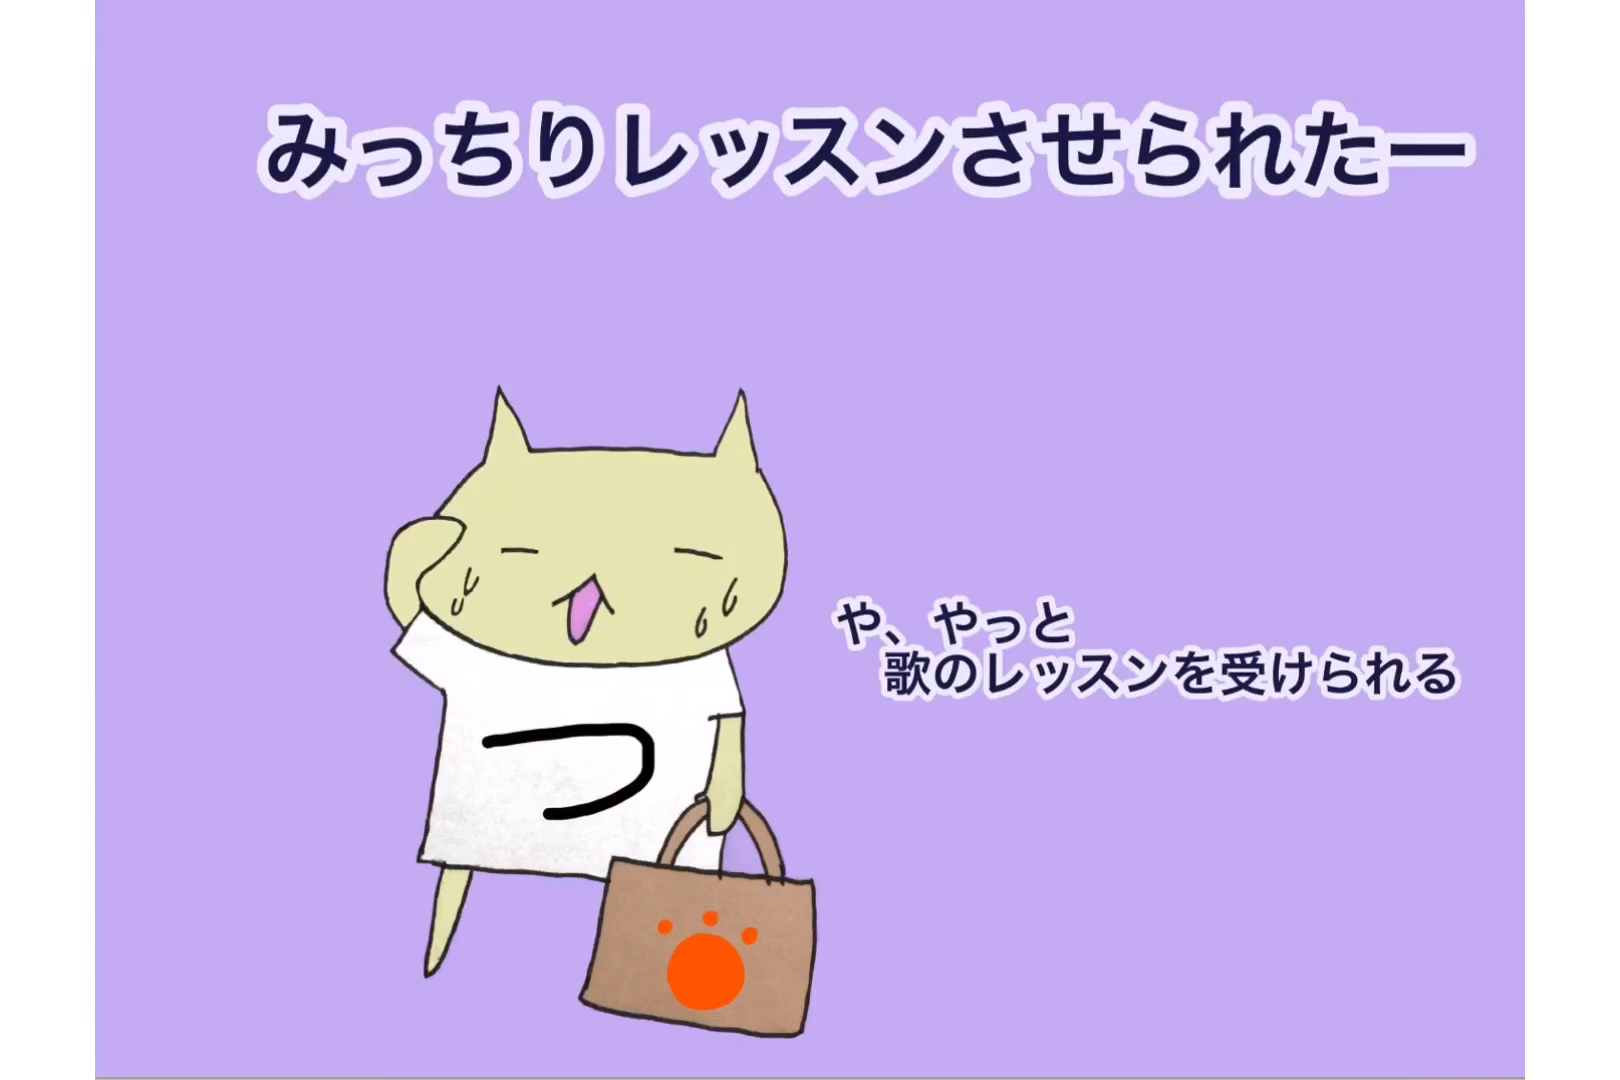 みっちりレッスンさせられたー
や、やっと
歌のレッスンを受けられる
つ